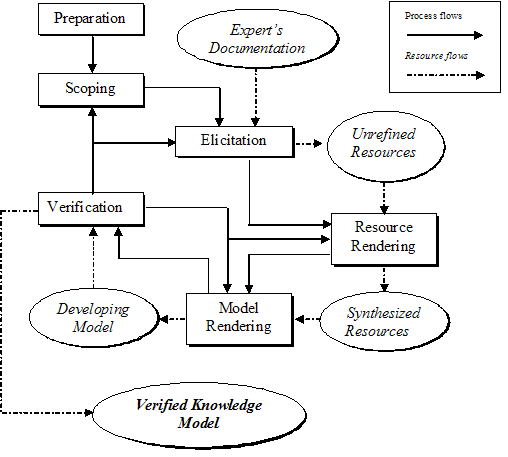 Preparation
Expert's
Documentation
Process flows
Resource flows
Scoping
Elicitation
Unrefined
Resources
Verification
Resource
Rendering
Developing
Model
Model
Rendering
Synthesized
Resources
Verified Knowledge
Model